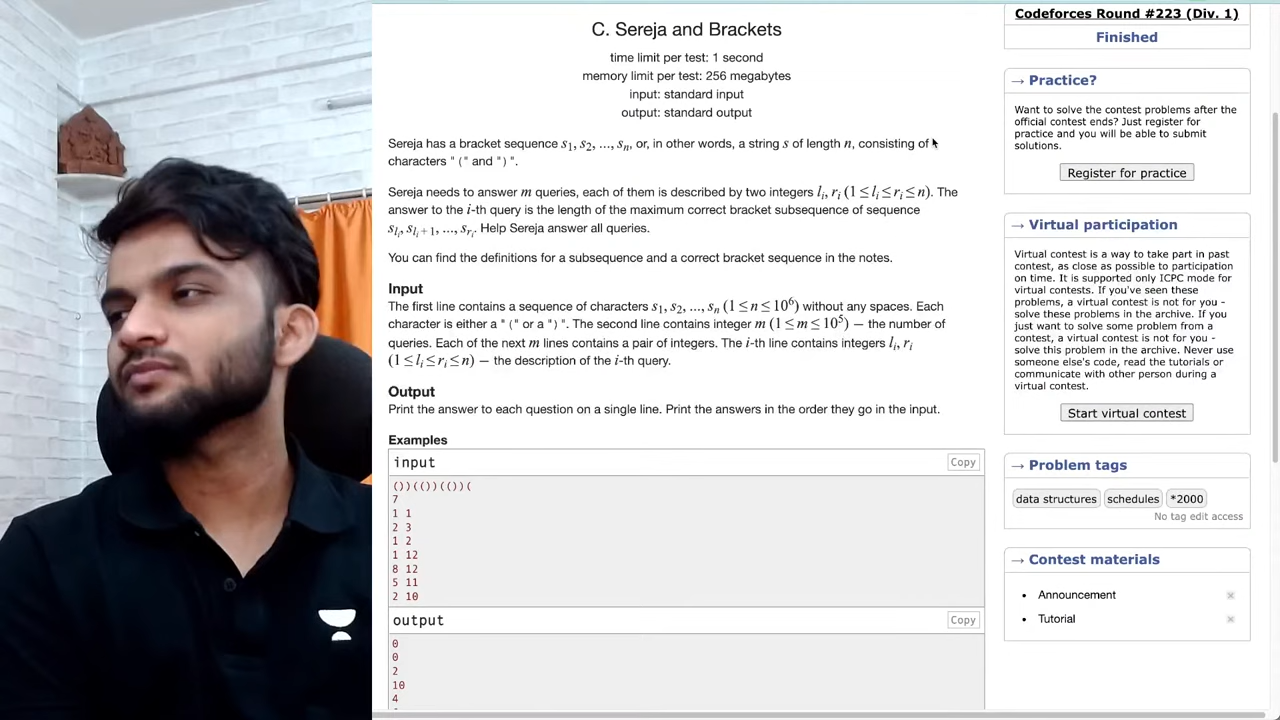 C. Sereja and Brackets
time limit per test: 1 second
memory limit per test: 256 megabytes
input: standard input
output: standard output
Sereja has a bracket sequence s1, s2, ..., sn, or, in other words, a string s of length n, consisting of
characters "(" and ")".
Sereja needs to answer m queries, each of them is described by two integers li, ri (1 ≤ li ≤ ri ≤ n). The
answer to the i-th query is the length of the maximum correct bracket subsequence of sequence
sli, sli + 1, ..., sri. Help Sereja answer all queries.
You can find the definitions for a subsequence and a correct bracket sequence in the notes.
Input
The first line contains a sequence of characters s1, s2, ..., sn (1 ≤ n ≤ 10^6) without any spaces. Each
character is either a "(" or a ")". The second line contains integer m (1 ≤ m ≤ 10^5) — the number of
queries. Each of the next m lines contains a pair of integers. The i-th line contains integers li, ri
(1 ≤ li ≤ ri ≤ n) — the description of the i-th query.
Output
Print the answer to each question on a single line. Print the answers in the order they go in the input.
Examples
input
Copy
())(())(())(
7
1 1
2 3
1 2
1 12
8 12
5 11
2 10
output
Copy
0
0
2
10
4
Codeforces Round #223 (Div. 1)
Finished
→ Practice?
Want to solve the contest problems after the
official contest ends? Just register for
practice and you will be able to submit
solutions.
Register for practice
→ Virtual participation
Virtual contest is a way to take part in past
contest, as close as possible to participation
on time. It is supported only ICPC mode for
virtual contests. If you've seen these
problems, a virtual contest is not for you -
solve these problems in the archive. If you
just want to solve some problem from a
contest, a virtual contest is not for you -
solve this problem in the archive. Never use
someone else's code, read the tutorials or
communicate with other person during a
virtual contest.
Start virtual contest
→ Problem tags
data structures schedules *2000
No tag edit access
→ Contest materials
• Announcement
• Tutorial